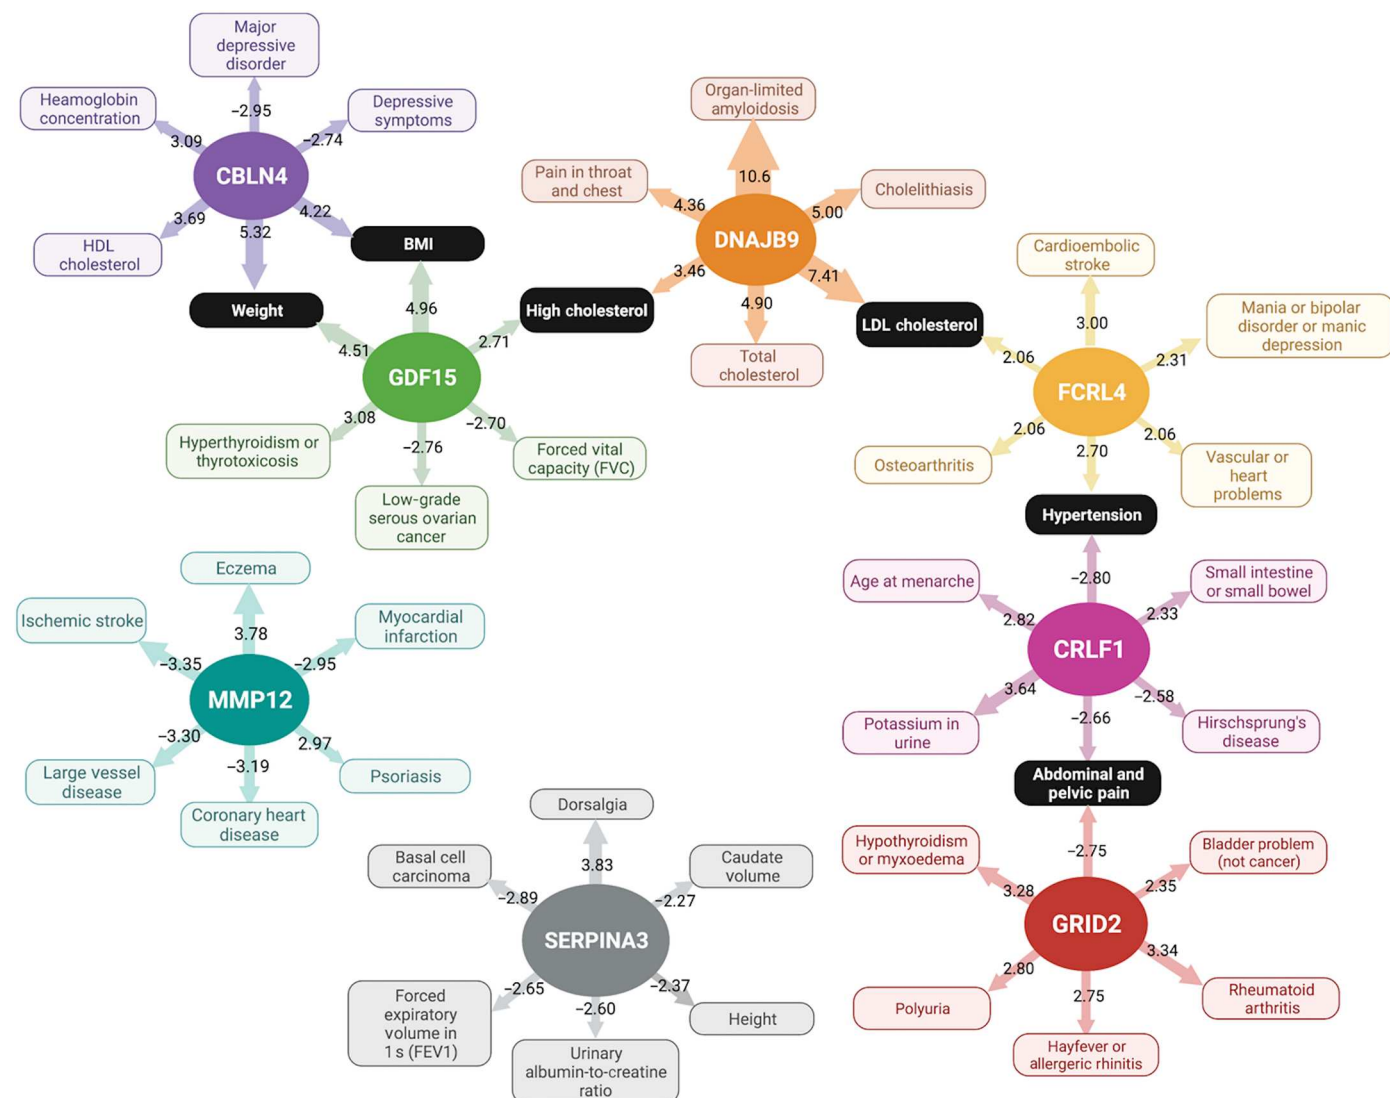 Major
depressive
disorder
Heamoglobin
concentration
Depressive
symptoms
−2.95
3.09
−2.74
CBLN4
3.69
5.32
4.22
HDL
cholesterol
Weight
BMI
4.96
4.51
2.71
GDF15
3.08
−2.76
−2.70
Hyperthyroidism or
thyrotoxicosis
Low-grade
serous ovarian
cancer
Forced vital
capacity (FVC)
High cholesterol
Organ-limited
amyloidosis
Pain in throat
and chest
Cholelithiasis
10.6
4.36
5.00
DNAJB9
3.46
4.90
7.41
Total
cholesterol
LDL cholesterol
Cardioembolic
stroke
Mania or bipolar
disorder or manic
depression
3.00
2.06
2.31
FCRL4
2.06
2.70
2.06
Osteoarthritis
Vascular or
heart
problems
Hypertension
Age at menarche
Small intestine
or small bowel
−2.80
2.82
2.33
CRLF1
3.64
−2.66
−2.58
Potassium in
urine
Hirschsprung's
disease
Abdominal and
pelvic pain
Hypothyroidism
or myxoedema
Bladder problem
(not cancer)
−2.75
3.28
2.35
GRID2
2.80
2.75
3.34
Polyuria
Hayfever or
allergeric rhinitis
Rheumatoid
arthritis
Eczema
Ischemic stroke
Myocardial
infarction
3.78
−3.35
−2.95
MMP12
−3.30
−3.19
2.97
Large vessel
disease
Coronary heart
disease
Psoriasis
Dorsalgia
Basal cell
carcinoma
Caudate
volume
3.83
−2.89
−2.27
SERPINA3
−2.65
−2.60
−2.37
Forced
expiratory
volume in
1 s (FEV1)
Urinary
albumin-to-creatine
ratio
Height